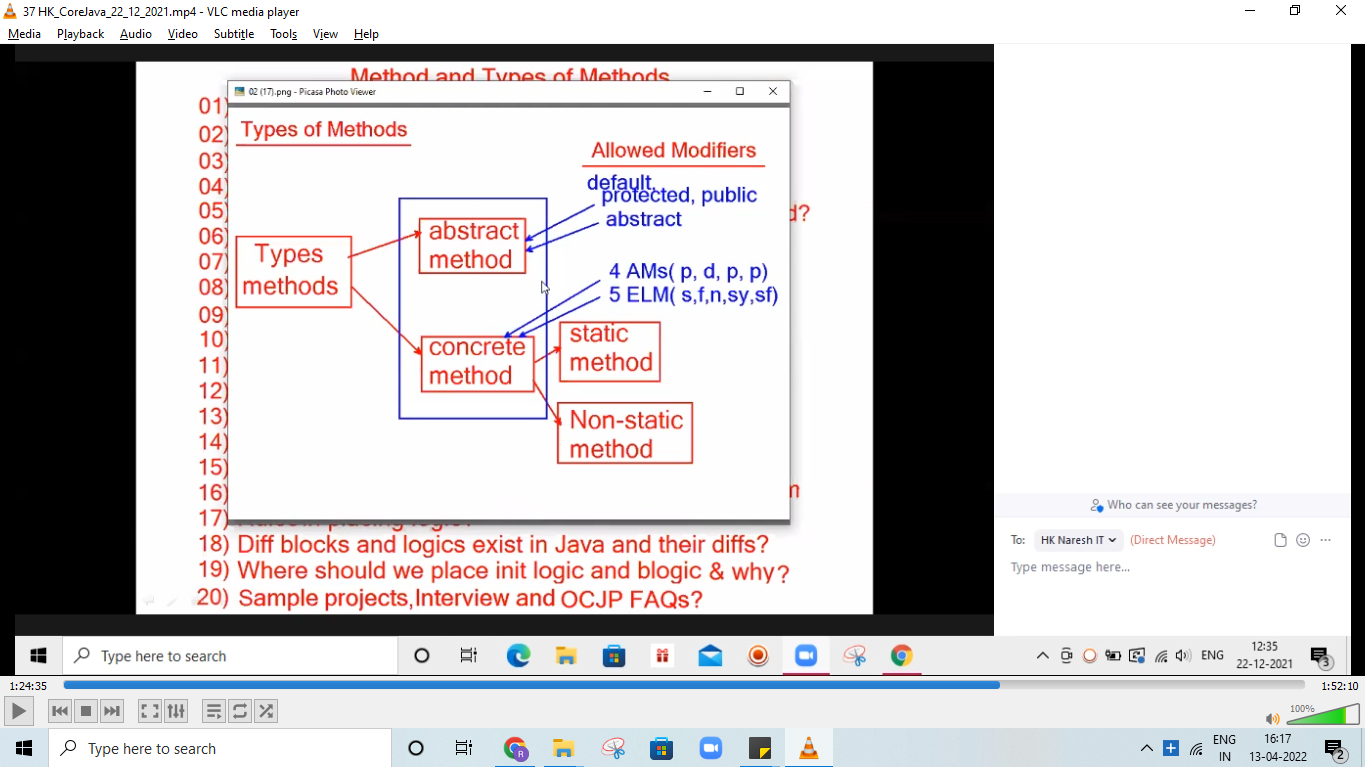 37 HK_CoreJava_22_12_2021.mp4 - VLC media player
Media Playback Audio Video Subtitle Tools View Help
Method and Types of Methods
02 (17).png - Picasa Photo Viewer
Types of Methods
Allowed Modifiers
default,
protected, public
abstract
abstract
method
Types
methods
4 AMs( p, d, p, p)
5 ELM( s,f,n,sy,sf)
concrete
method
static
method
Non-static
method
01)
02)
03)
04)
05) d?
06)
07)
08)
09)
10)
11)
12)
13)
14)
15)
16)
17)
18) Diff blocks and logics exist in Java and their diffs?
19) Where should we place init logic and blogic & why?
20) Sample projects,Interview and OCJP FAQs?
Who can see your messages?
To: HK Naresh IT (Direct Message)
Type message here...
Type here to search
ENG
12:35
22-12-2021
3
1:24:35
1:52:10
100%
Type here to search
R
ENG
IN
16:17
13-04-2022
2